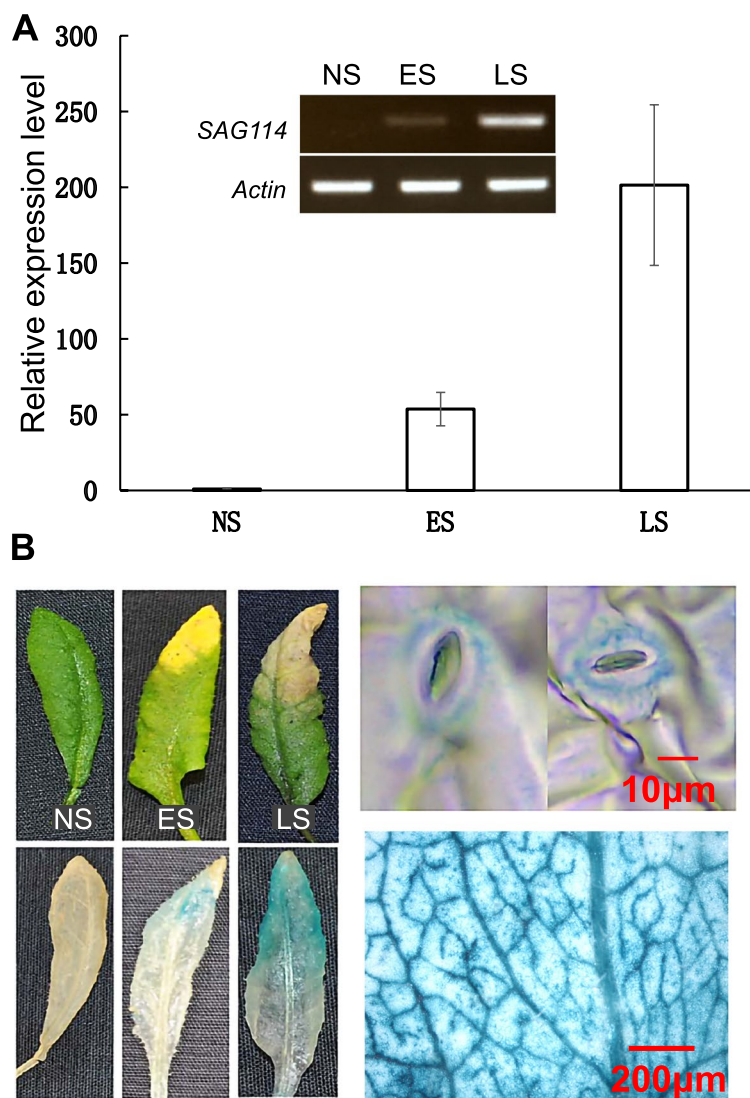 A
Relative expression level
300
250
200
150
100
50
0
NS ES LS
SAG114
Actin
NS ES LS
B
NS ES LS
10μm
200μm